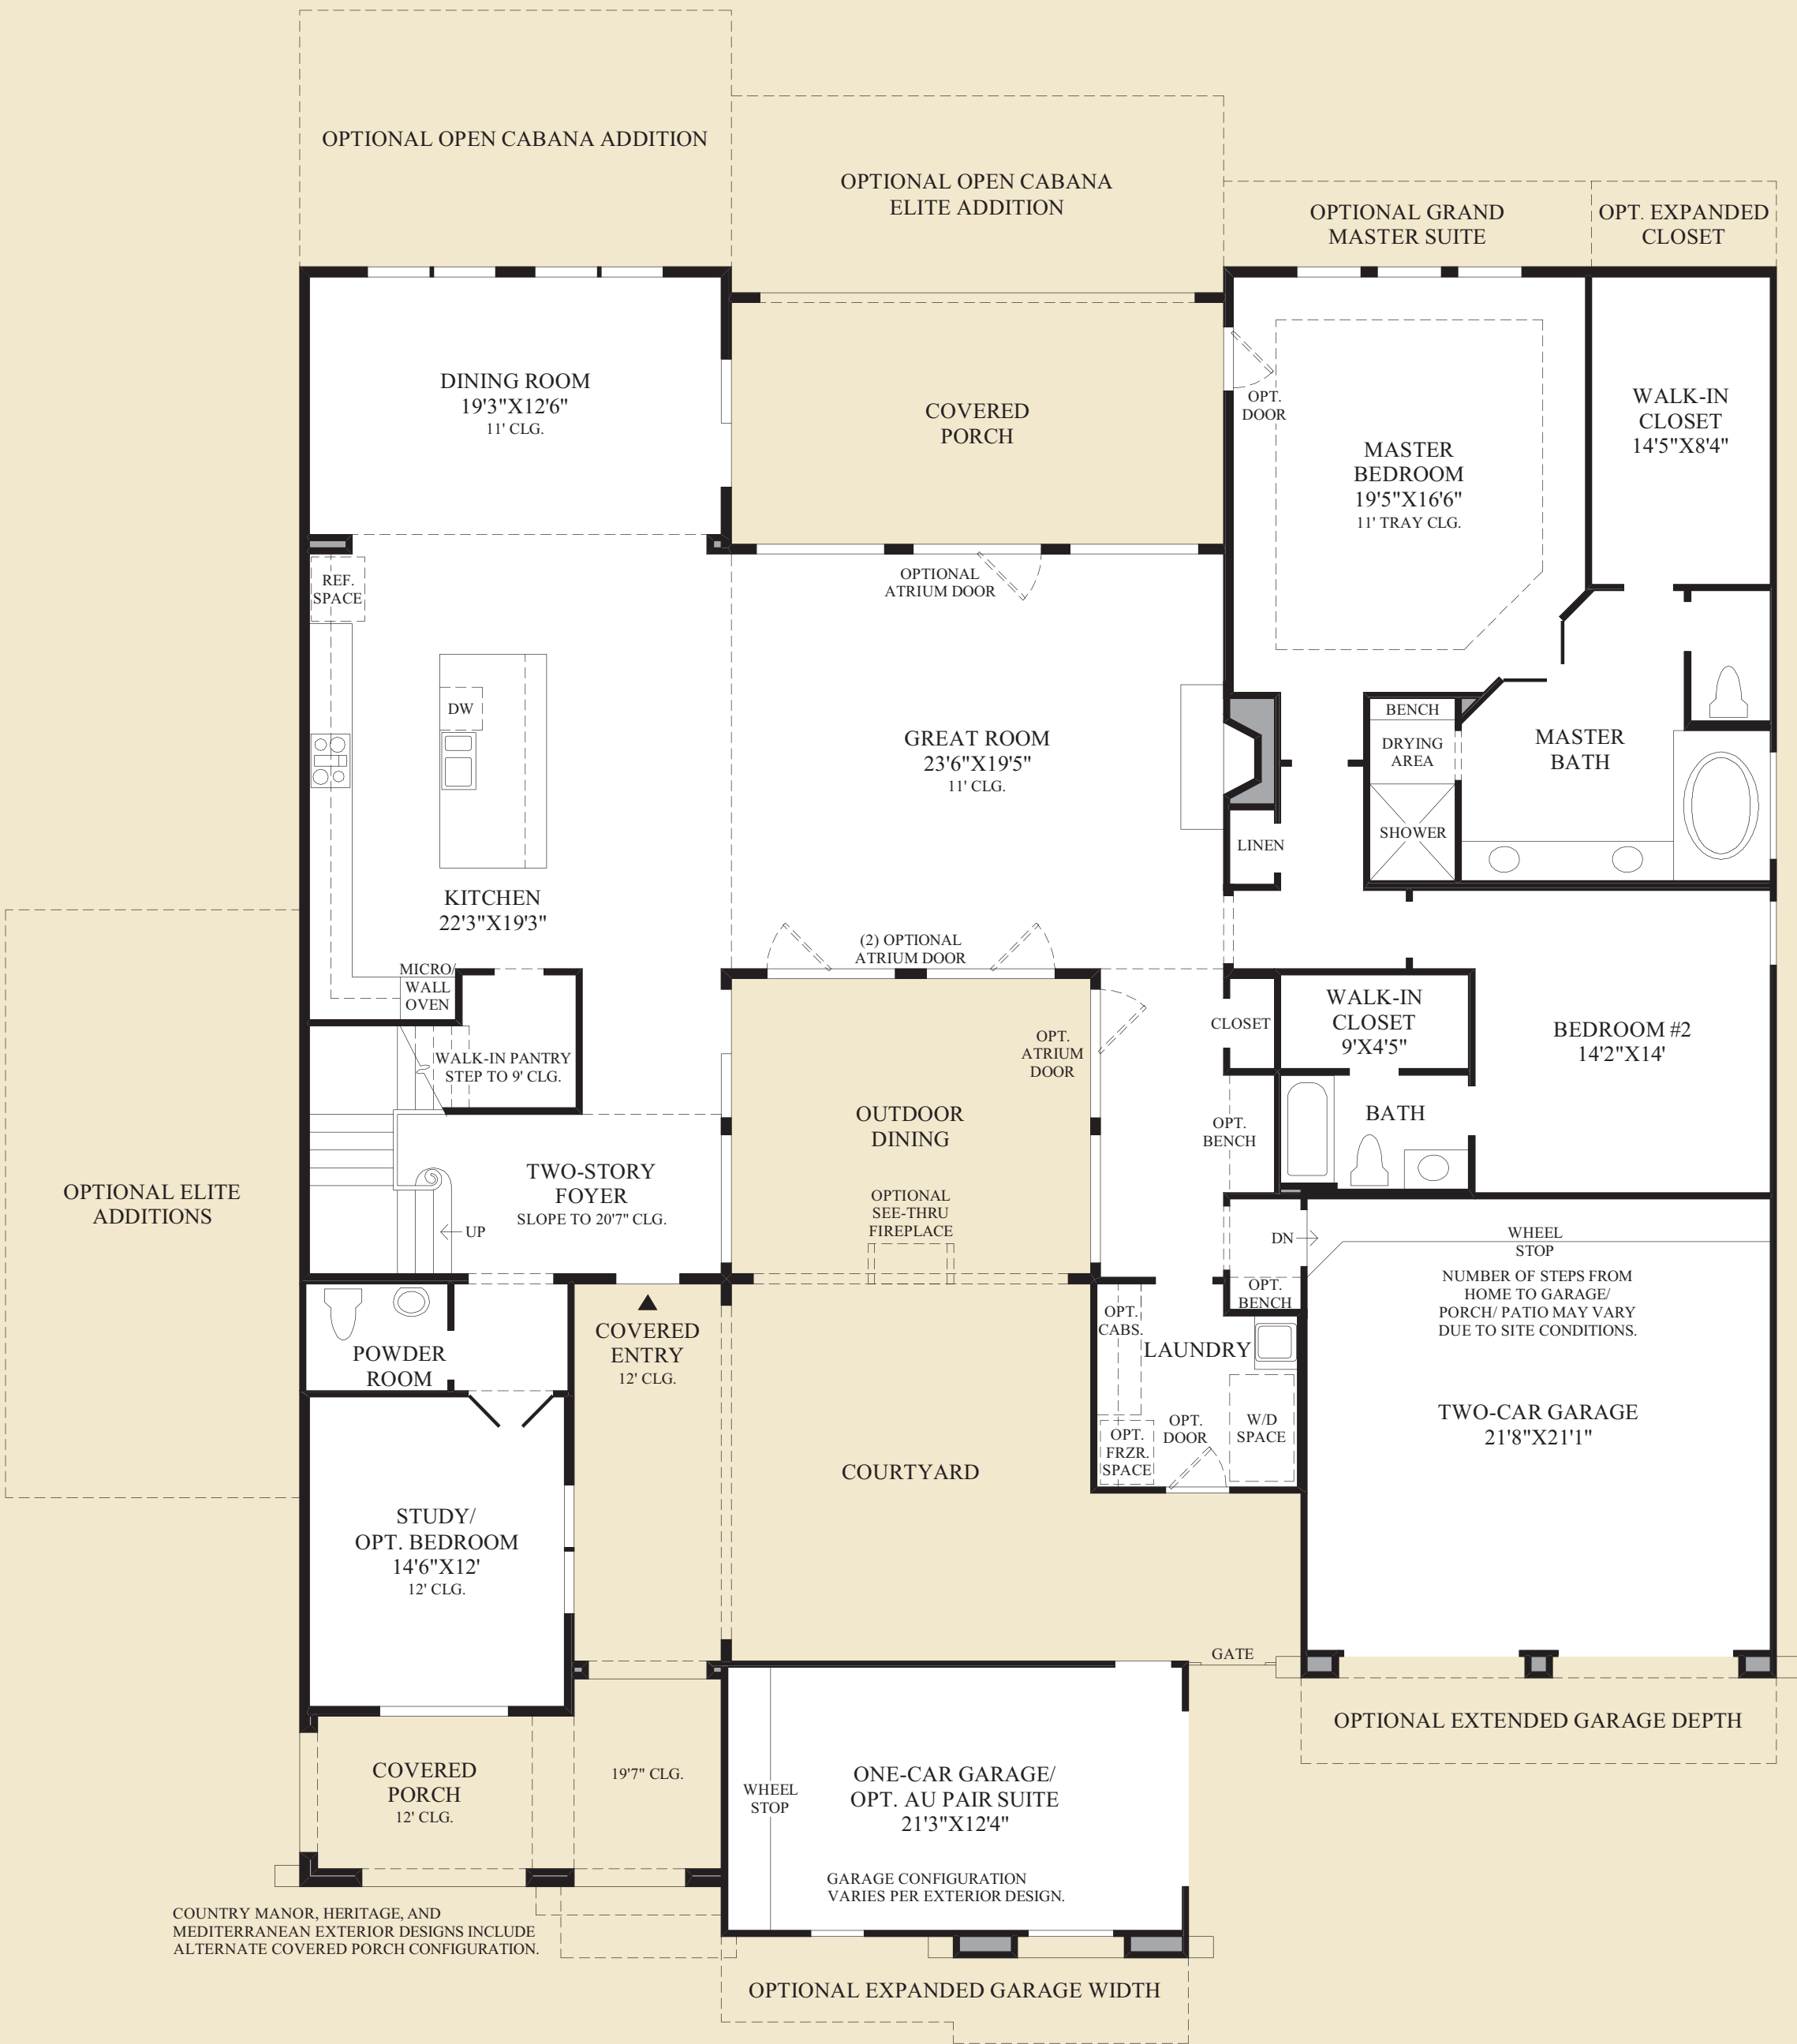 OPTIONAL OPEN CABANA ADDITION
OPTIONAL OPEN CABANA
ELITE ADDITION
OPTIONAL GRAND
MASTER SUITE
OPT. EXPANDED
CLOSET
DINING ROOM
19'3"X12'6"
11' CLG.
COVERED
PORCH
OPT.
DOOR
MASTER
BEDROOM
19'5"X16'6"
11' TRAY CLG.
WALK-IN
CLOSET
14'5"X8'4"
REF.
SPACE
OPTIONAL
ATRIUM DOOR
DW
GREAT ROOM
23'6"X19'5"
11' CLG.
BENCH
DRYING
AREA
SHOWER
MASTER
BATH
LINEN
KITCHEN
22'3"X19'3"
(2) OPTIONAL
ATRIUM DOOR
MICRO/
WALL
OVEN
WALK-IN PANTRY
STEP TO 9' CLG.
OPT.
ATRIUM
DOOR
CLOSET
WALK-IN
CLOSET
9'X4'5"
BEDROOM #2
14'2"X14'
OUTDOOR
DINING
OPT.
BENCH
BATH
OPTIONAL ELITE
ADDITIONS
TWO-STORY
FOYER
SLOPE TO 20'7" CLG.
UP
OPTIONAL
SEE-THRU
FIREPLACE
DN
WHEEL
STOP
NUMBER OF STEPS FROM
HOME TO GARAGE/
PORCH/ PATIO MAY VARY
DUE TO SITE CONDITIONS.
OPT.
BENCH
POWDER
ROOM
COVERED
ENTRY
12' CLG.
OPT.
CABS.
LAUNDRY
TWO-CAR GARAGE
21'8"X21'1"
OPT.
FRZR.
SPACE
OPT.
DOOR
W/D
SPACE
COURTYARD
STUDY/
OPT. BEDROOM
14'6"X12'
12' CLG.
GATE
OPTIONAL EXTENDED GARAGE DEPTH
COVERED
PORCH
12' CLG.
19'7" CLG.
WHEEL
STOP
ONE-CAR GARAGE/
OPT. AU PAIR SUITE
21'3"X12'4"
GARAGE CONFIGURATION
VARIES PER EXTERIOR DESIGN.
COUNTRY MANOR, HERITAGE, AND
MEDITERRANEAN EXTERIOR DESIGNS INCLUDE
ALTERNATE COVERED PORCH CONFIGURATION.
OPTIONAL EXPANDED GARAGE WIDTH